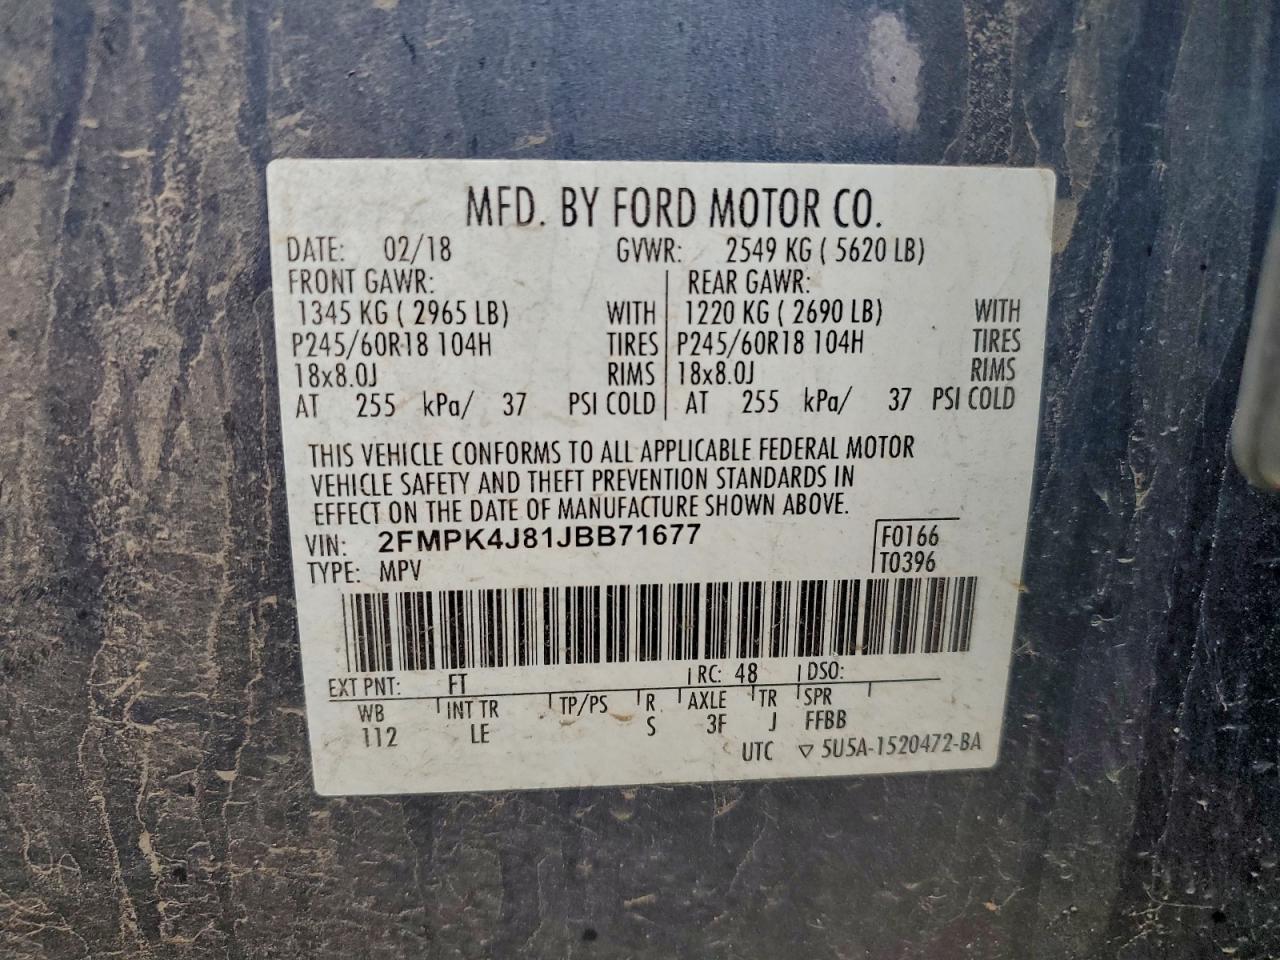 MFD. BY FORD MOTOR CO.
DATE: 02/18 GVWR: 2549 KG ( 5620 LB)
FRONT GAWR: REAR GAWR:
1345 KG ( 2965 LB) WITH 1220 KG ( 2690 LB) WITH
P245/60R18 104H TIRES P245/60R18 104H TIRES
18x8.0J RIMS 18x8.0J RIMS
AT 255 kPa/ 37 PSI COLD AT 255 kPa/ 37 PSI COLD
THIS VEHICLE CONFORMS TO ALL APPLICABLE FEDERAL MOTOR
VEHICLE SAFETY AND THEFT PREVENTION STANDARDS IN
EFFECT ON THE DATE OF MANUFACTURE SHOWN ABOVE.
VIN: 2FMPK4J81JBB71677 F0166
TYPE: MPV T0396
EXT PNT: FT RC: 48 DSO:
WB INT TR TP/PS R AXLE TR SPR
112 LE S 3F J FFBB
UTC ▽ 5U5A-1520472-BA